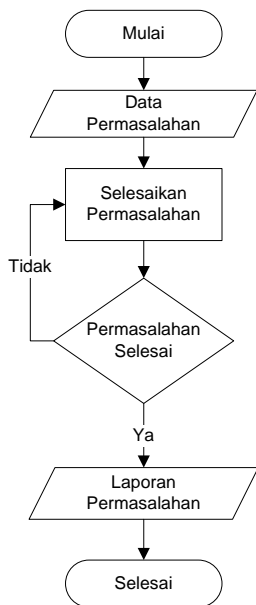 Mulai
Data
Permasalahan
Selesaikan
Permasalahan
Tidak
Permasalahan
Selesai
Ya
Laporan
Permasalahan
Selesai